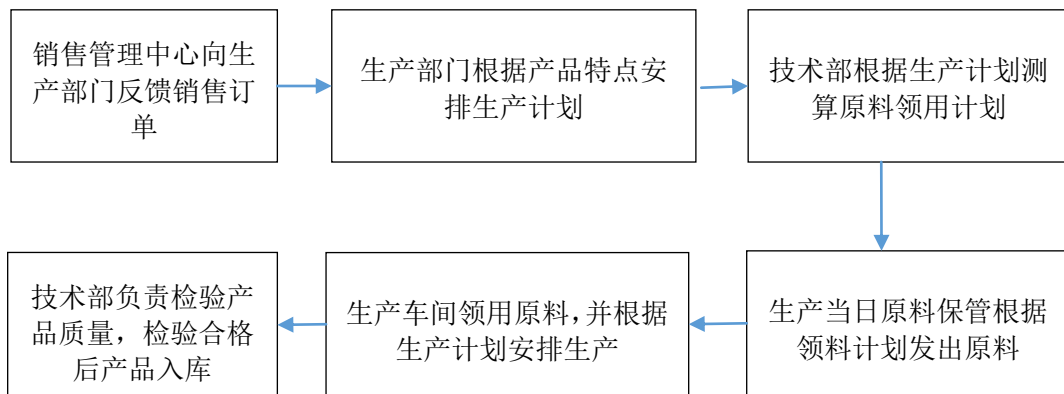 销售管理中心向生
产部门反馈销售订
单
生产部门根据产品特点安
排生产计划
技术部根据生产计划测
算原料领用计划
技术部负责检验产
品质量，检验合格
后产品入库
生产车间领用原料，并根据
生产计划安排生产
生产当日原料保管根据
领料计划发出原料